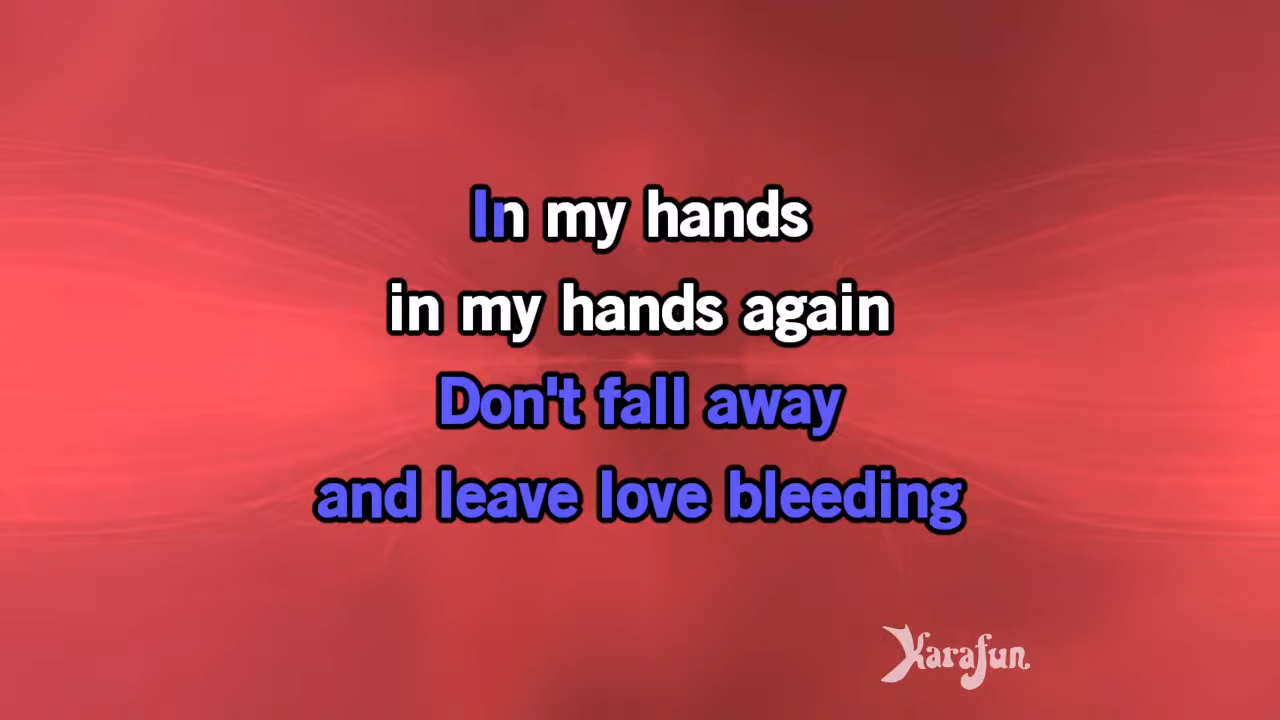 In my hands
in my hands again
Don't fall away
and leave love bleeding
Karafun